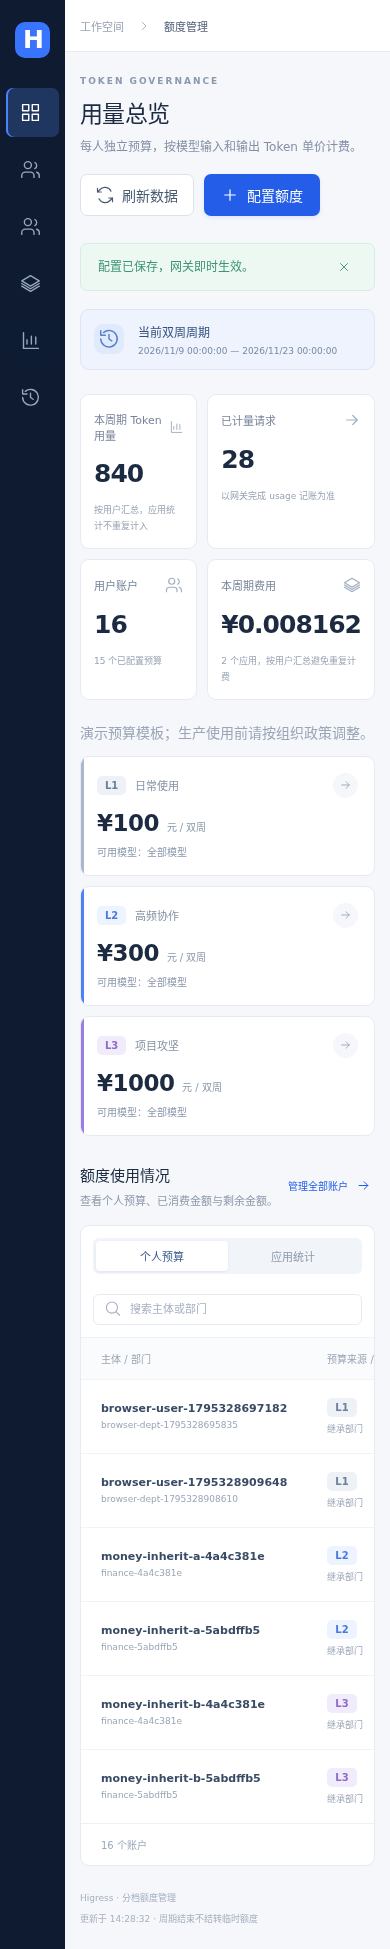 H
工作空间 > 额度管理
TOKEN GOVERNANCE
用量总览
每人独立预算，按模型输入和输出 Token 单价计费。
刷新数据
配置额度
配置已保存，网关即时生效。
当前双周周期
2026/11/9 00:00:00 — 2026/11/23 00:00:00
本周期 Token
用量
840
按用户汇总，应用统
计不重复计入
已计量请求
28
以网关完成 usage 记账为准
用户账户
16
15 个已配置预算
本周期费用
¥0.008162
2 个应用，按用户汇总避免重复计
费
演示预算模板；生产使用前请按组织政策调整。
L1 日常使用
¥100 元 / 双周
可用模型：全部模型
L2 高频协作
¥300 元 / 双周
可用模型：全部模型
L3 项目攻坚
¥1000 元 / 双周
可用模型：全部模型
额度使用情况
查看个人预算、已消费金额与剩余金额。
管理全部账户
个人预算 应用统计
搜索主体或部门
主体 / 部门 预算来源 /
browser-user-1795328697182 L1
browser-dept-1795328695835 继承部门
browser-user-1795328909648 L1
browser-dept-1795328908610 继承部门
money-inherit-a-4a4c381e L2
finance-4a4c381e 继承部门
money-inherit-a-5abdffb5 L2
finance-5abdffb5 继承部门
money-inherit-b-4a4c381e L3
finance-4a4c381e 继承部门
money-inherit-b-5abdffb5 L3
finance-5abdffb5 继承部门
16 个账户
Higress · 分档额度管理
更新于 14:28:32 · 周期结束不结转临时额度